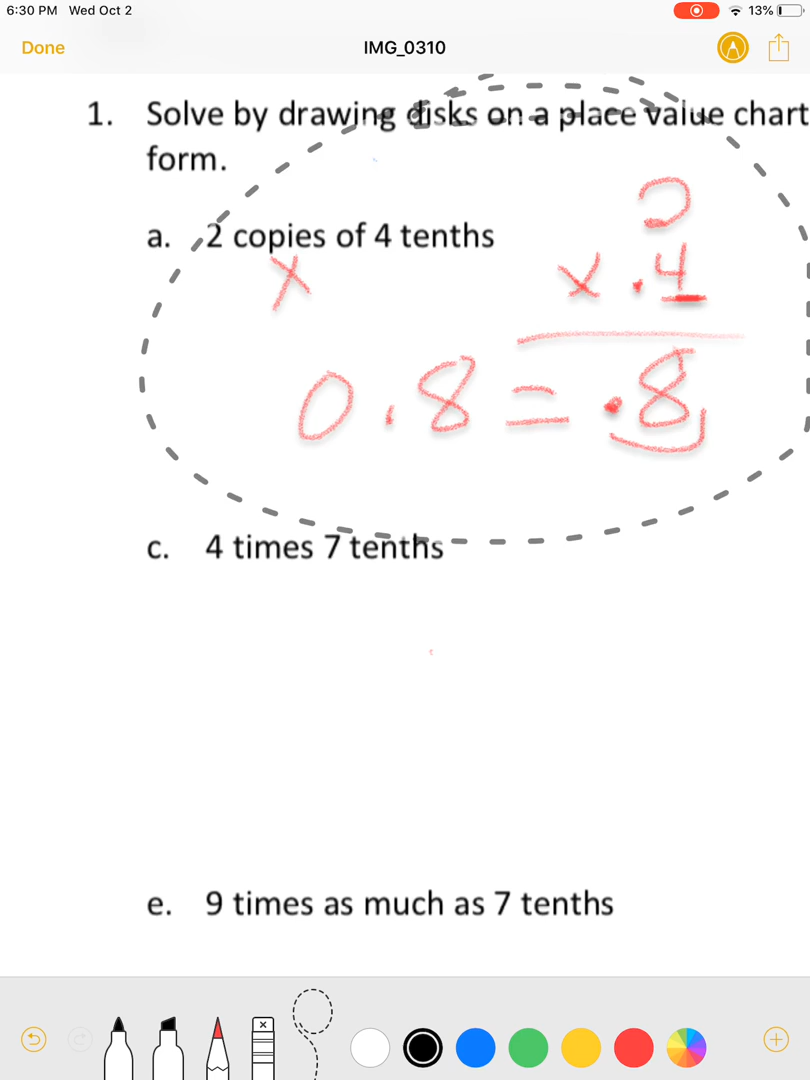 6:30 PM Wed Oct 2 13%
Done IMG_0310
1. Solve by drawing disks on a place value chart
form.
a. 2 copies of 4 tenths
x
2
x .4
0.8 = .8
c. 4 times 7 tenths
e. 9 times as much as 7 tenths